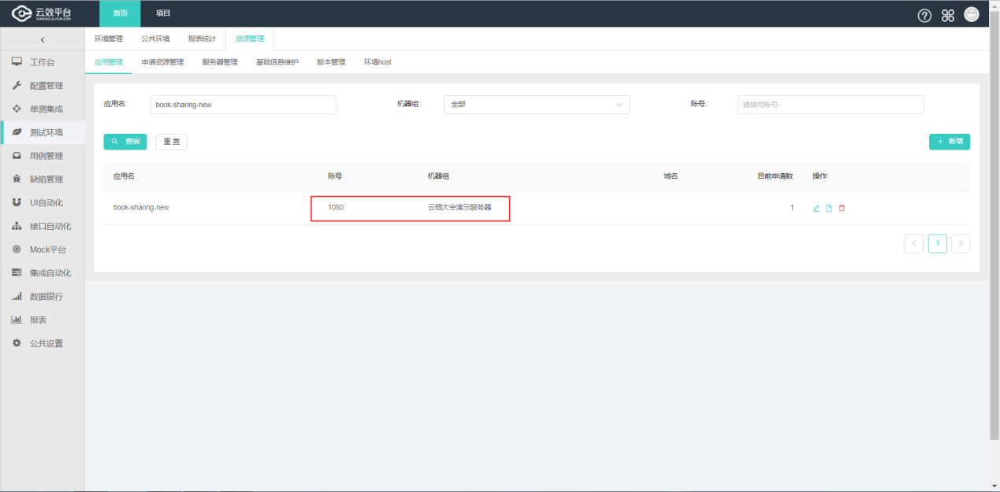 云效平台 首页 项目
YUNXIAO.ALIYUN.COM
环境管理 公共环境 报表统计 资源管理
工作台 应用管理 申请资源管理 服务器管理 基础信息维护 版本管理 环境host
配置管理
应用名: book-sharing-new 机器组: 全部 账号: 请填写账号
单测集成
测试环境
查询 重置 + 新增
用例管理
应用名 账号 机器组 域名 目前申请数 操作
缺陷管理
UI自动化
book-sharing-new 1080 云栖大会演示服务器 1
接口自动化
< 1 >
Mock平台
集成自动化
数据银行
报表
公共设置